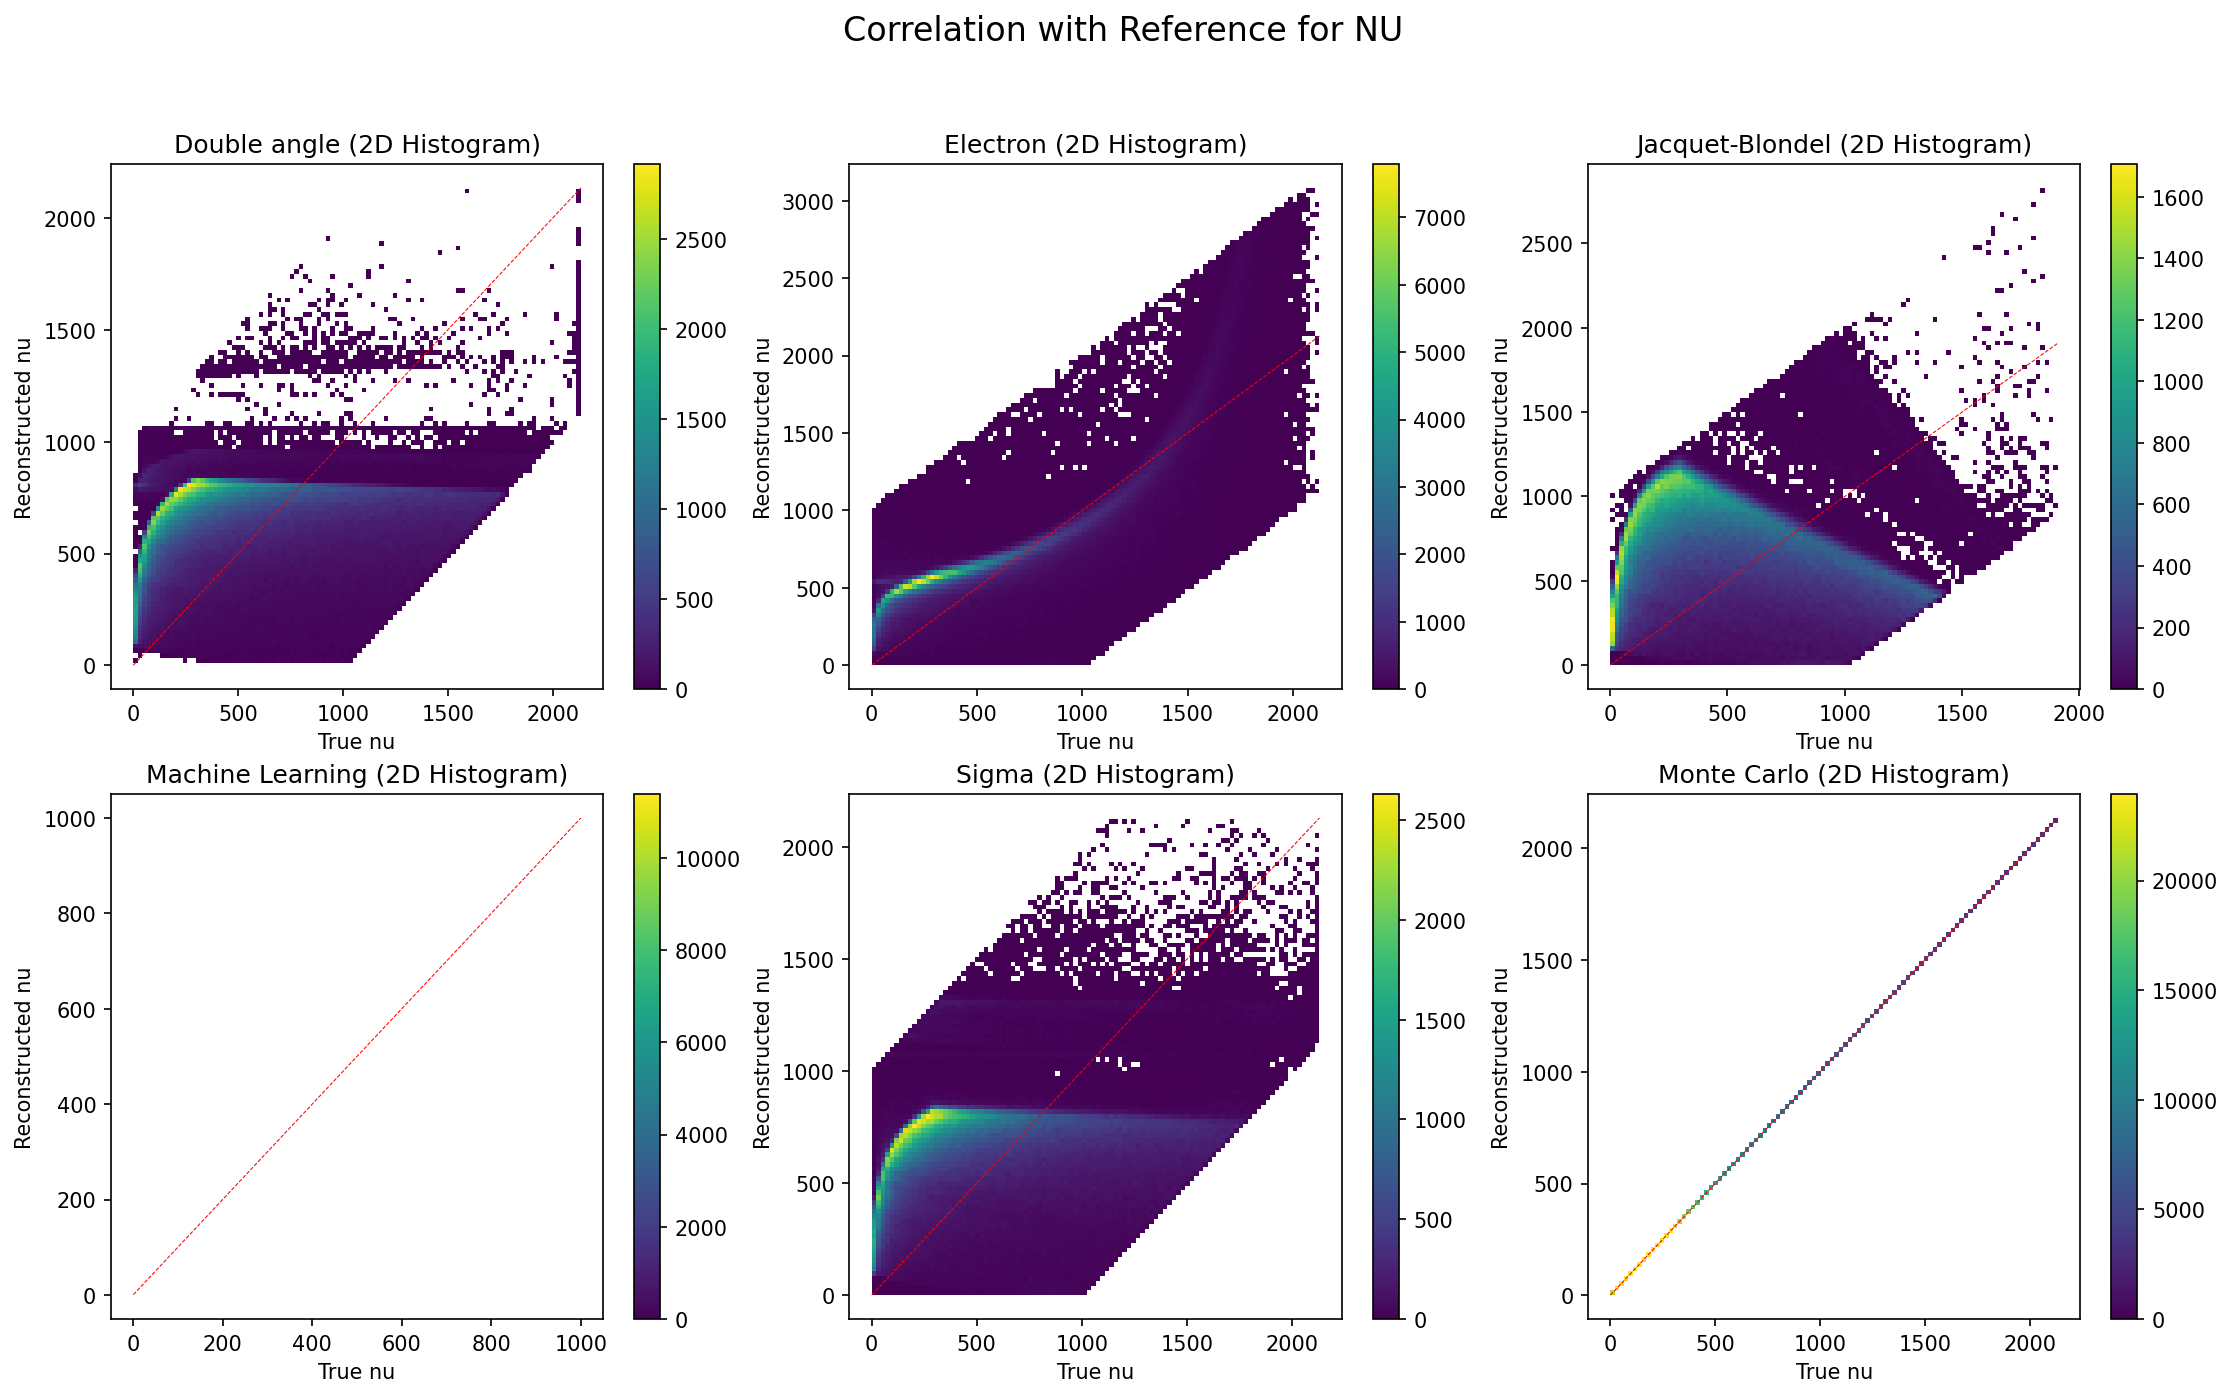 Correlation with Reference for NU
Double angle (2D Histogram)
Reconstructed nu
2000
1500
1000
500
0
0 500 1000 1500 2000
True nu
2500
2000
1500
1000
500
0
Electron (2D Histogram)
Reconstructed nu
3000
2500
2000
1500
1000
500
0
0 500 1000 1500 2000
True nu
7000
6000
5000
4000
3000
2000
1000
0
Jacquet-Blondel (2D Histogram)
Reconstructed nu
2500
2000
1500
1000
500
0
0 500 1000 1500 2000
True nu
1600
1400
1200
1000
800
600
400
200
0
Machine Learning (2D Histogram)
Reconstructed nu
1000
800
600
400
200
0
0 200 400 600 800 1000
True nu
10000
8000
6000
4000
2000
0
Sigma (2D Histogram)
Reconstructed nu
2000
1500
1000
500
0
0 500 1000 1500 2000
True nu
2500
2000
1500
1000
500
0
Monte Carlo (2D Histogram)
Reconstructed nu
2000
1500
1000
500
0
0 500 1000 1500 2000
True nu
20000
15000
10000
5000
0